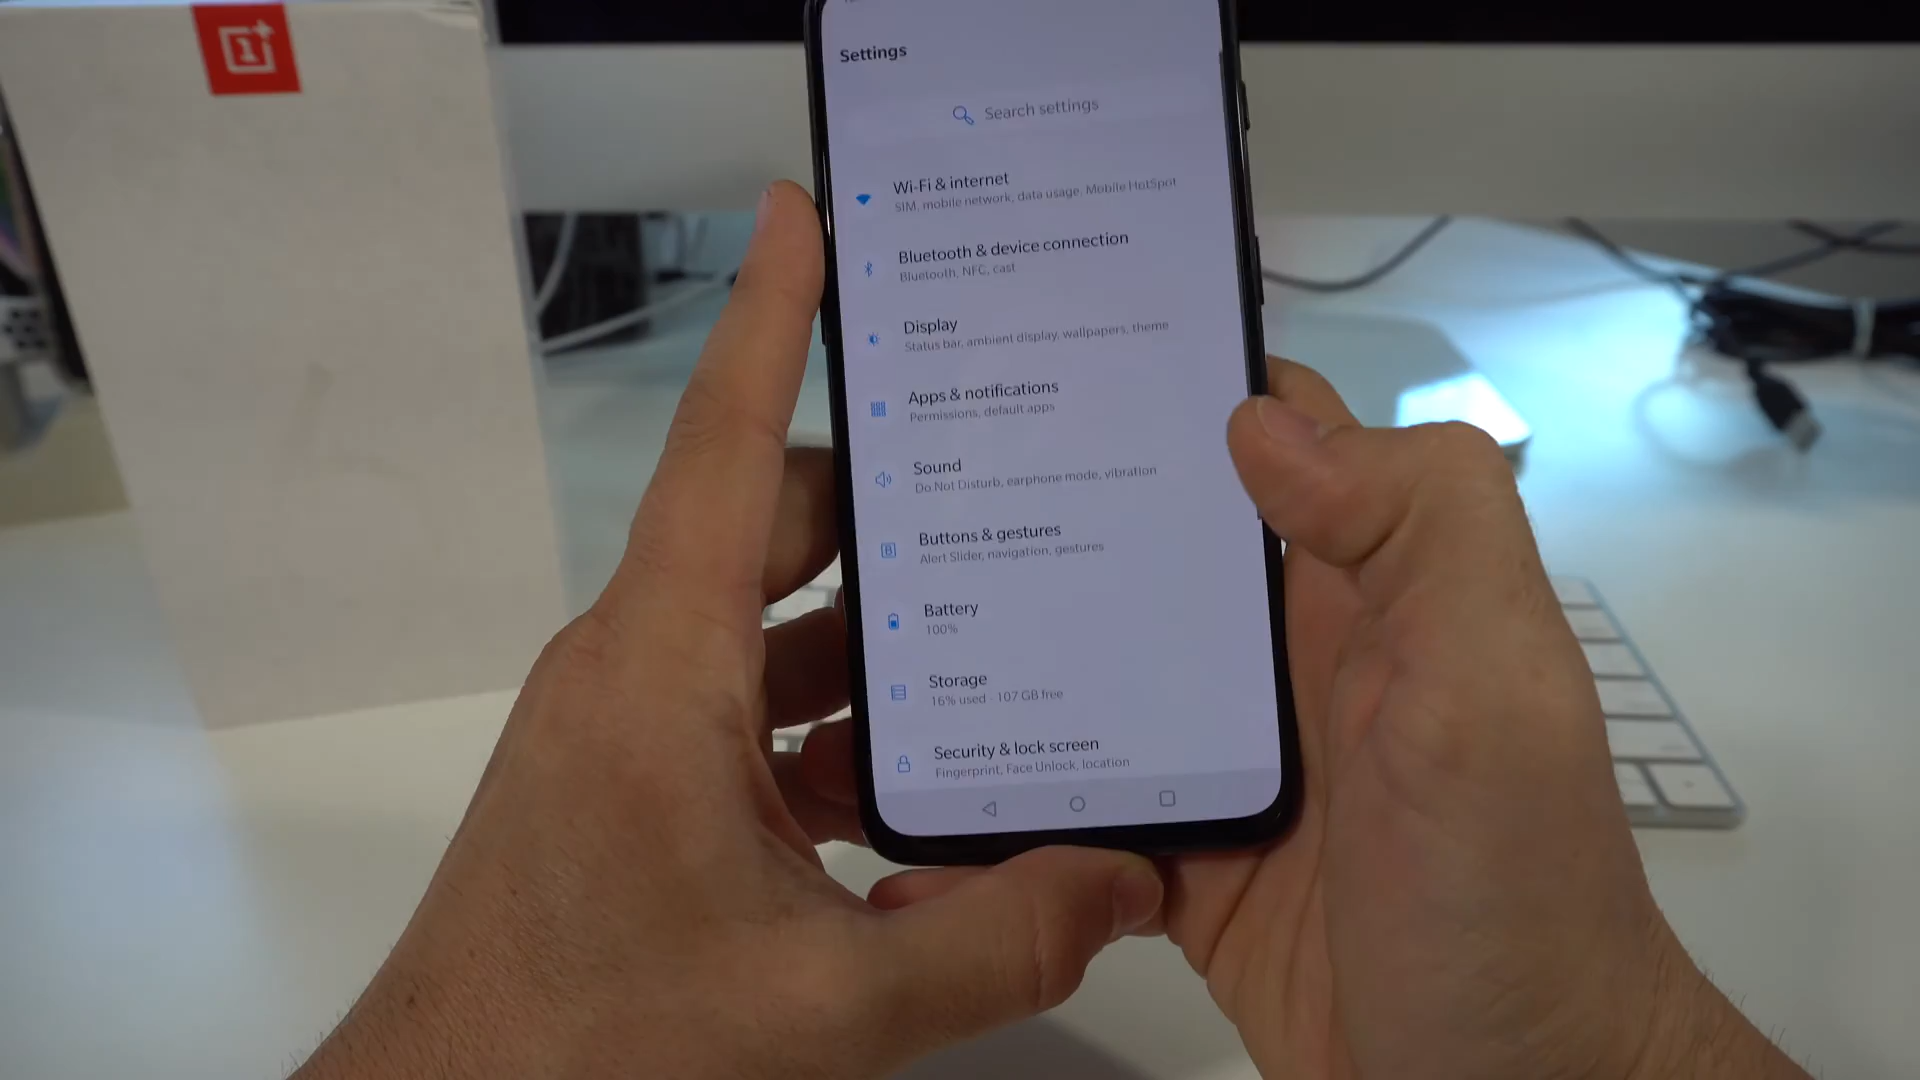 Settings
Search settings
Wi-Fi & internet
SIM, mobile network, data usage, Mobile HotSpot
Bluetooth & device connection
Bluetooth, NFC, cast
Display
Status bar, ambient display, wallpapers, theme
Apps & notifications
Permissions, default apps
Sound
Do Not Disturb, earphone mode, vibration
Buttons & gestures
Alert Slider, navigation, gestures
Battery
100%
Storage
16% used - 107 GB free
Security & lock screen
Fingerprint, Face Unlock, location